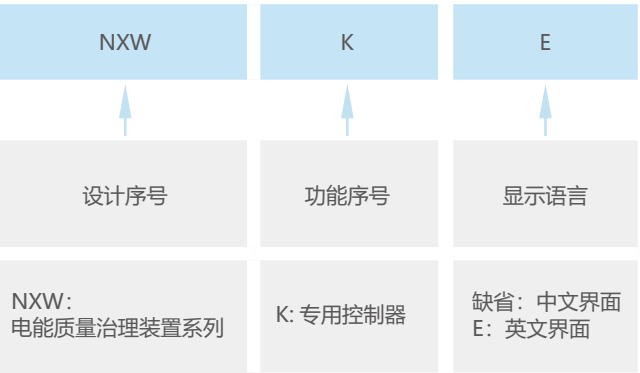 NXW
K
E
设计序号
功能序号
显示语言
NXW：
电能质量治理装置系列
K: 专用控制器
缺省：中文界面
E：英文界面